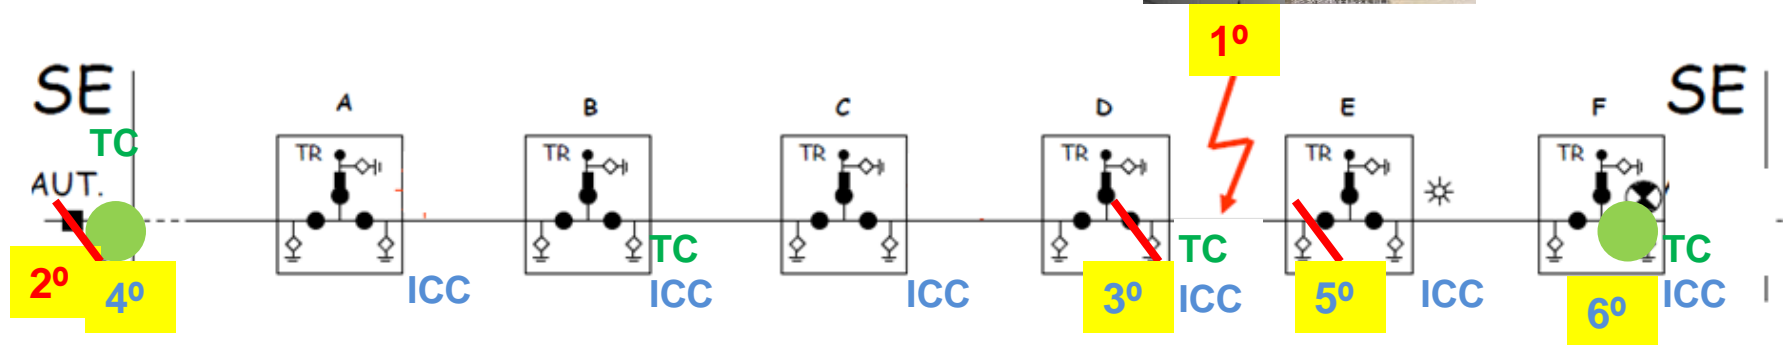 1º
SE
A
B
C
D
E
F
SE
TC
TR
TR
TR
TR
TR
TR
AUT.
TC
TC
TC
2º
4º
ICC
ICC
ICC
3º
ICC
5º
ICC
6º
ICC